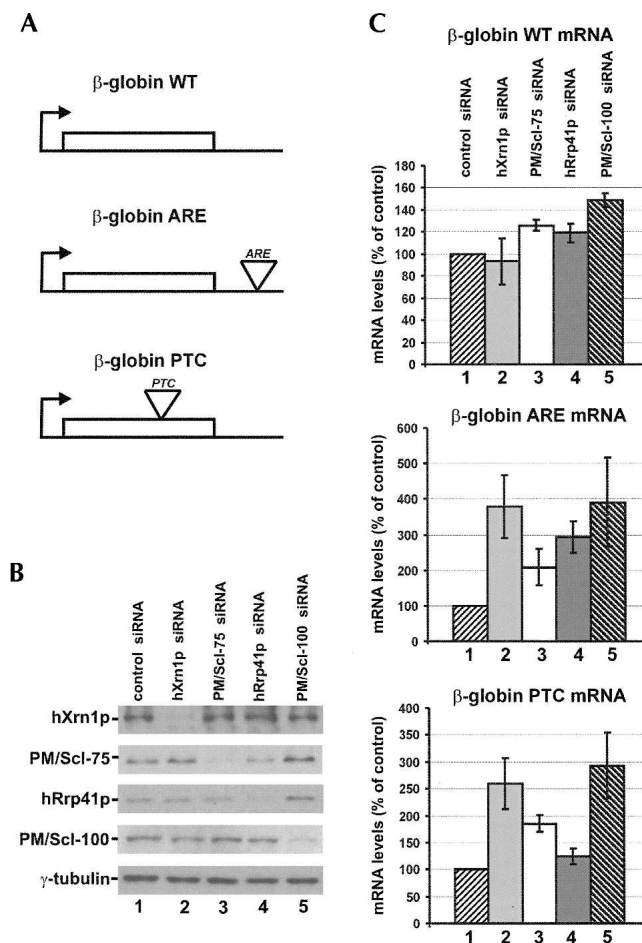 A
β-globin WT
β-globin ARE
ARE
β-globin PTC
PTC
B
control siRNA
hXrn1p siRNA
PM/Scl-75 siRNA
hRrp41p siRNA
PM/Scl-100 siRNA
hXrn1p
PM/Scl-75
hRrp41p
PM/Scl-100
γ-tubulin
1 2 3 4 5
C
β-globin WT mRNA
control siRNA
hXrn1p siRNA
PM/Scl-75 siRNA
hRrp41p siRNA
PM/Scl-100 siRNA
mRNA levels (% of control)
180
160
140
120
100
80
60
40
20
0
1 2 3 4 5
β-globin ARE mRNA
mRNA levels (% of control)
600
500
400
300
200
100
0
1 2 3 4 5
β-globin PTC mRNA
mRNA levels (% of control)
350
300
250
200
150
100
50
0
1 2 3 4 5